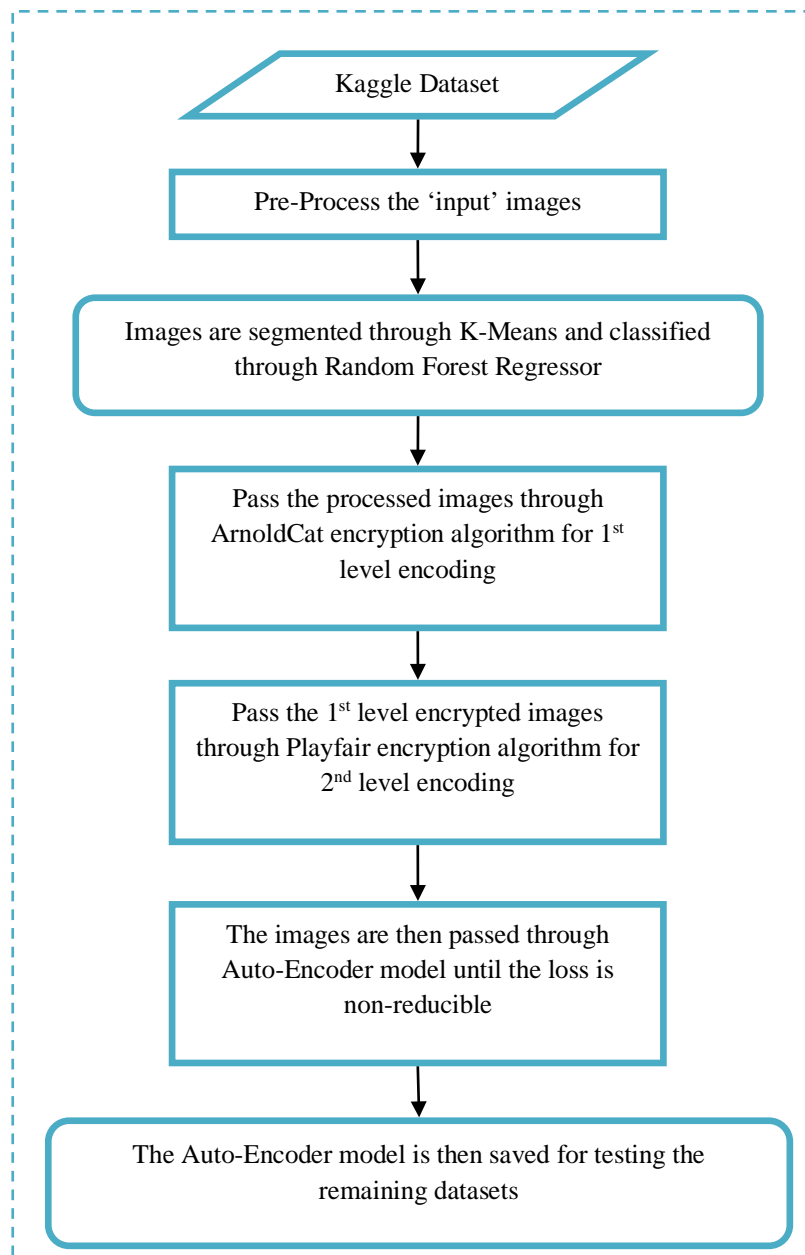 Kaggle Dataset
Pre-Process the ‘input’ images
Images are segmented through K-Means and classified
through Random Forest Regressor
Pass the processed images through
ArnoldCat encryption algorithm for 1st
level encoding
Pass the 1st level encrypted images
through Playfair encryption algorithm for
2nd level encoding
The images are then passed through
Auto-Encoder model until the loss is
non-reducible
The Auto-Encoder model is then saved for testing the
remaining datasets